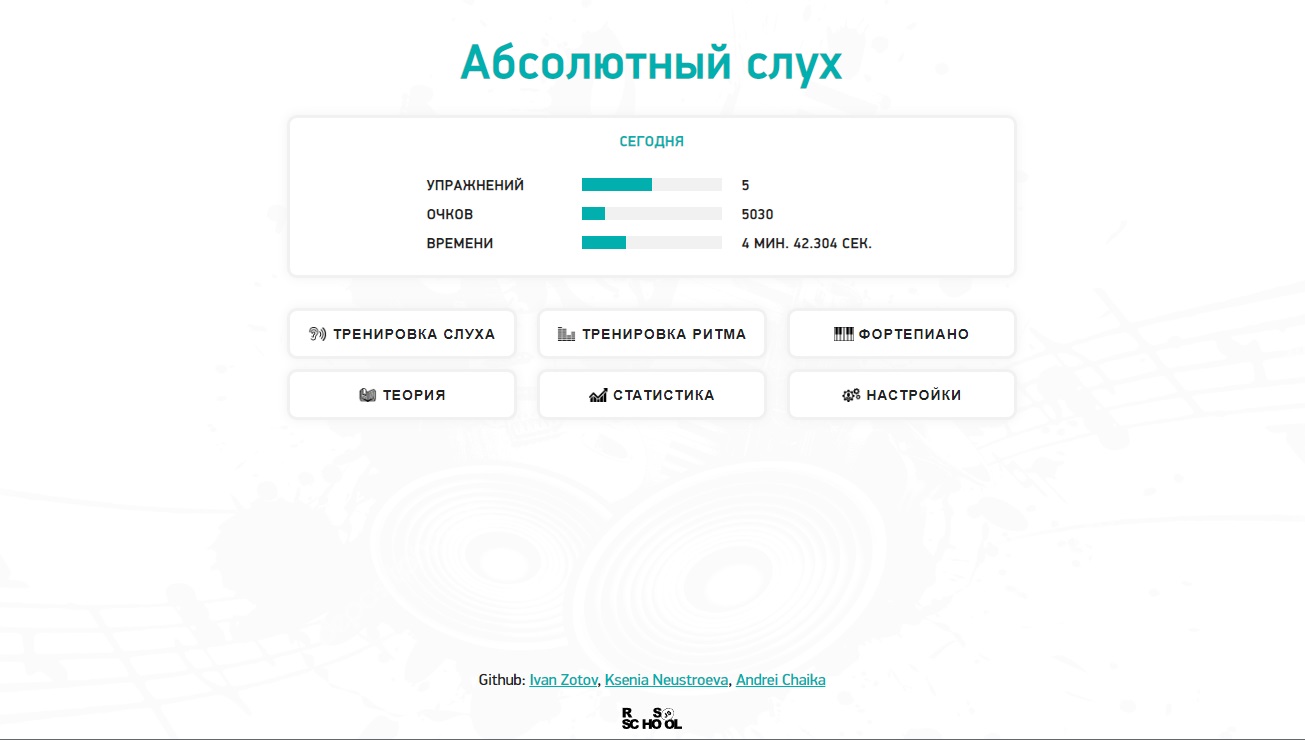 Абсолютный слух
СЕГОДНЯ
УПРАЖНЕНИЙ 5
ОЧКОВ 5030
ВРЕМЕНИ 4 МИН. 42.304 СЕК.
ТРЕНИРОВКА СЛУХА ТРЕНИРОВКА РИТМА ФОРТЕПИАНО
ТЕОРИЯ СТАТИСТИКА НАСТРОЙКИ
Github: Ivan Zotov, Ksenia Neustroeva, Andrei Chaika
R S
SCHOOL